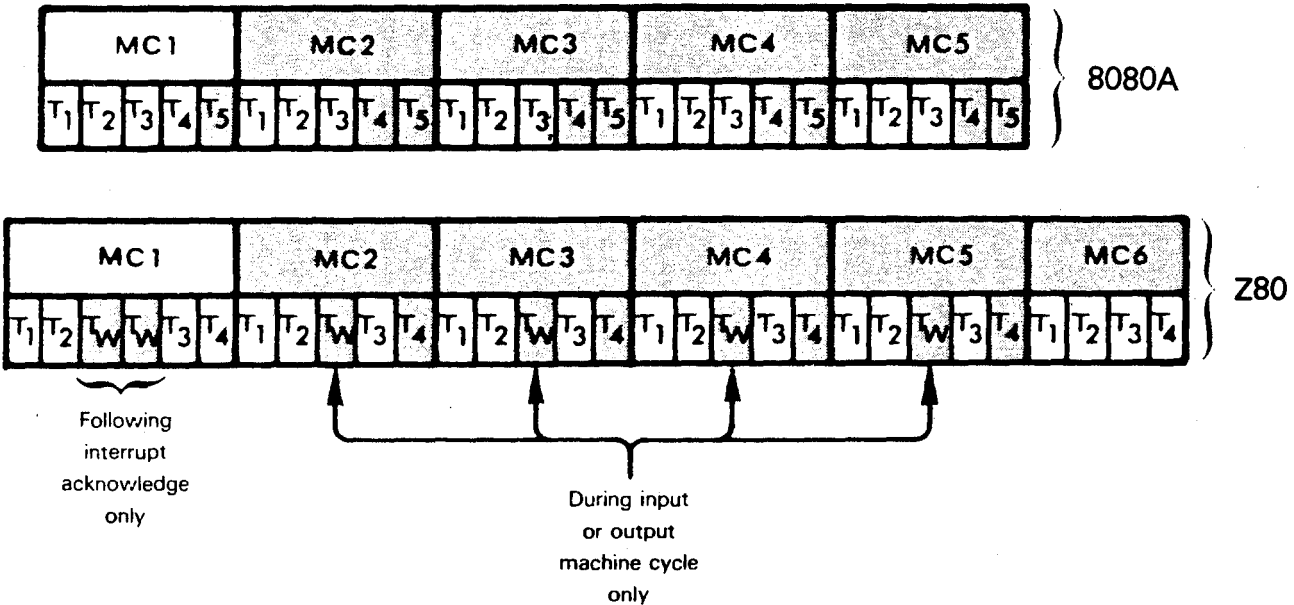 MC1 MC2 MC3 MC4 MC5
T1 T2 T3 T4 T5 T1 T2 T3 T4 T5 T1 T2 T3 T4 T5 T1 T2 T3 T4 T5 T1 T2 T3 T4 T5
8080A
MC1 MC2 MC3 MC4 MC5 MC6
T1 T2 TW TW T3 T4 T1 T2 TW T3 T4 T1 T2 TW T3 T4 T1 T2 TW T3 T4 T1 T2 TW T3 T4 T1 T2 T3 T4
Z80
Following
interrupt
acknowledge
only
During input
or output
machine cycle
only